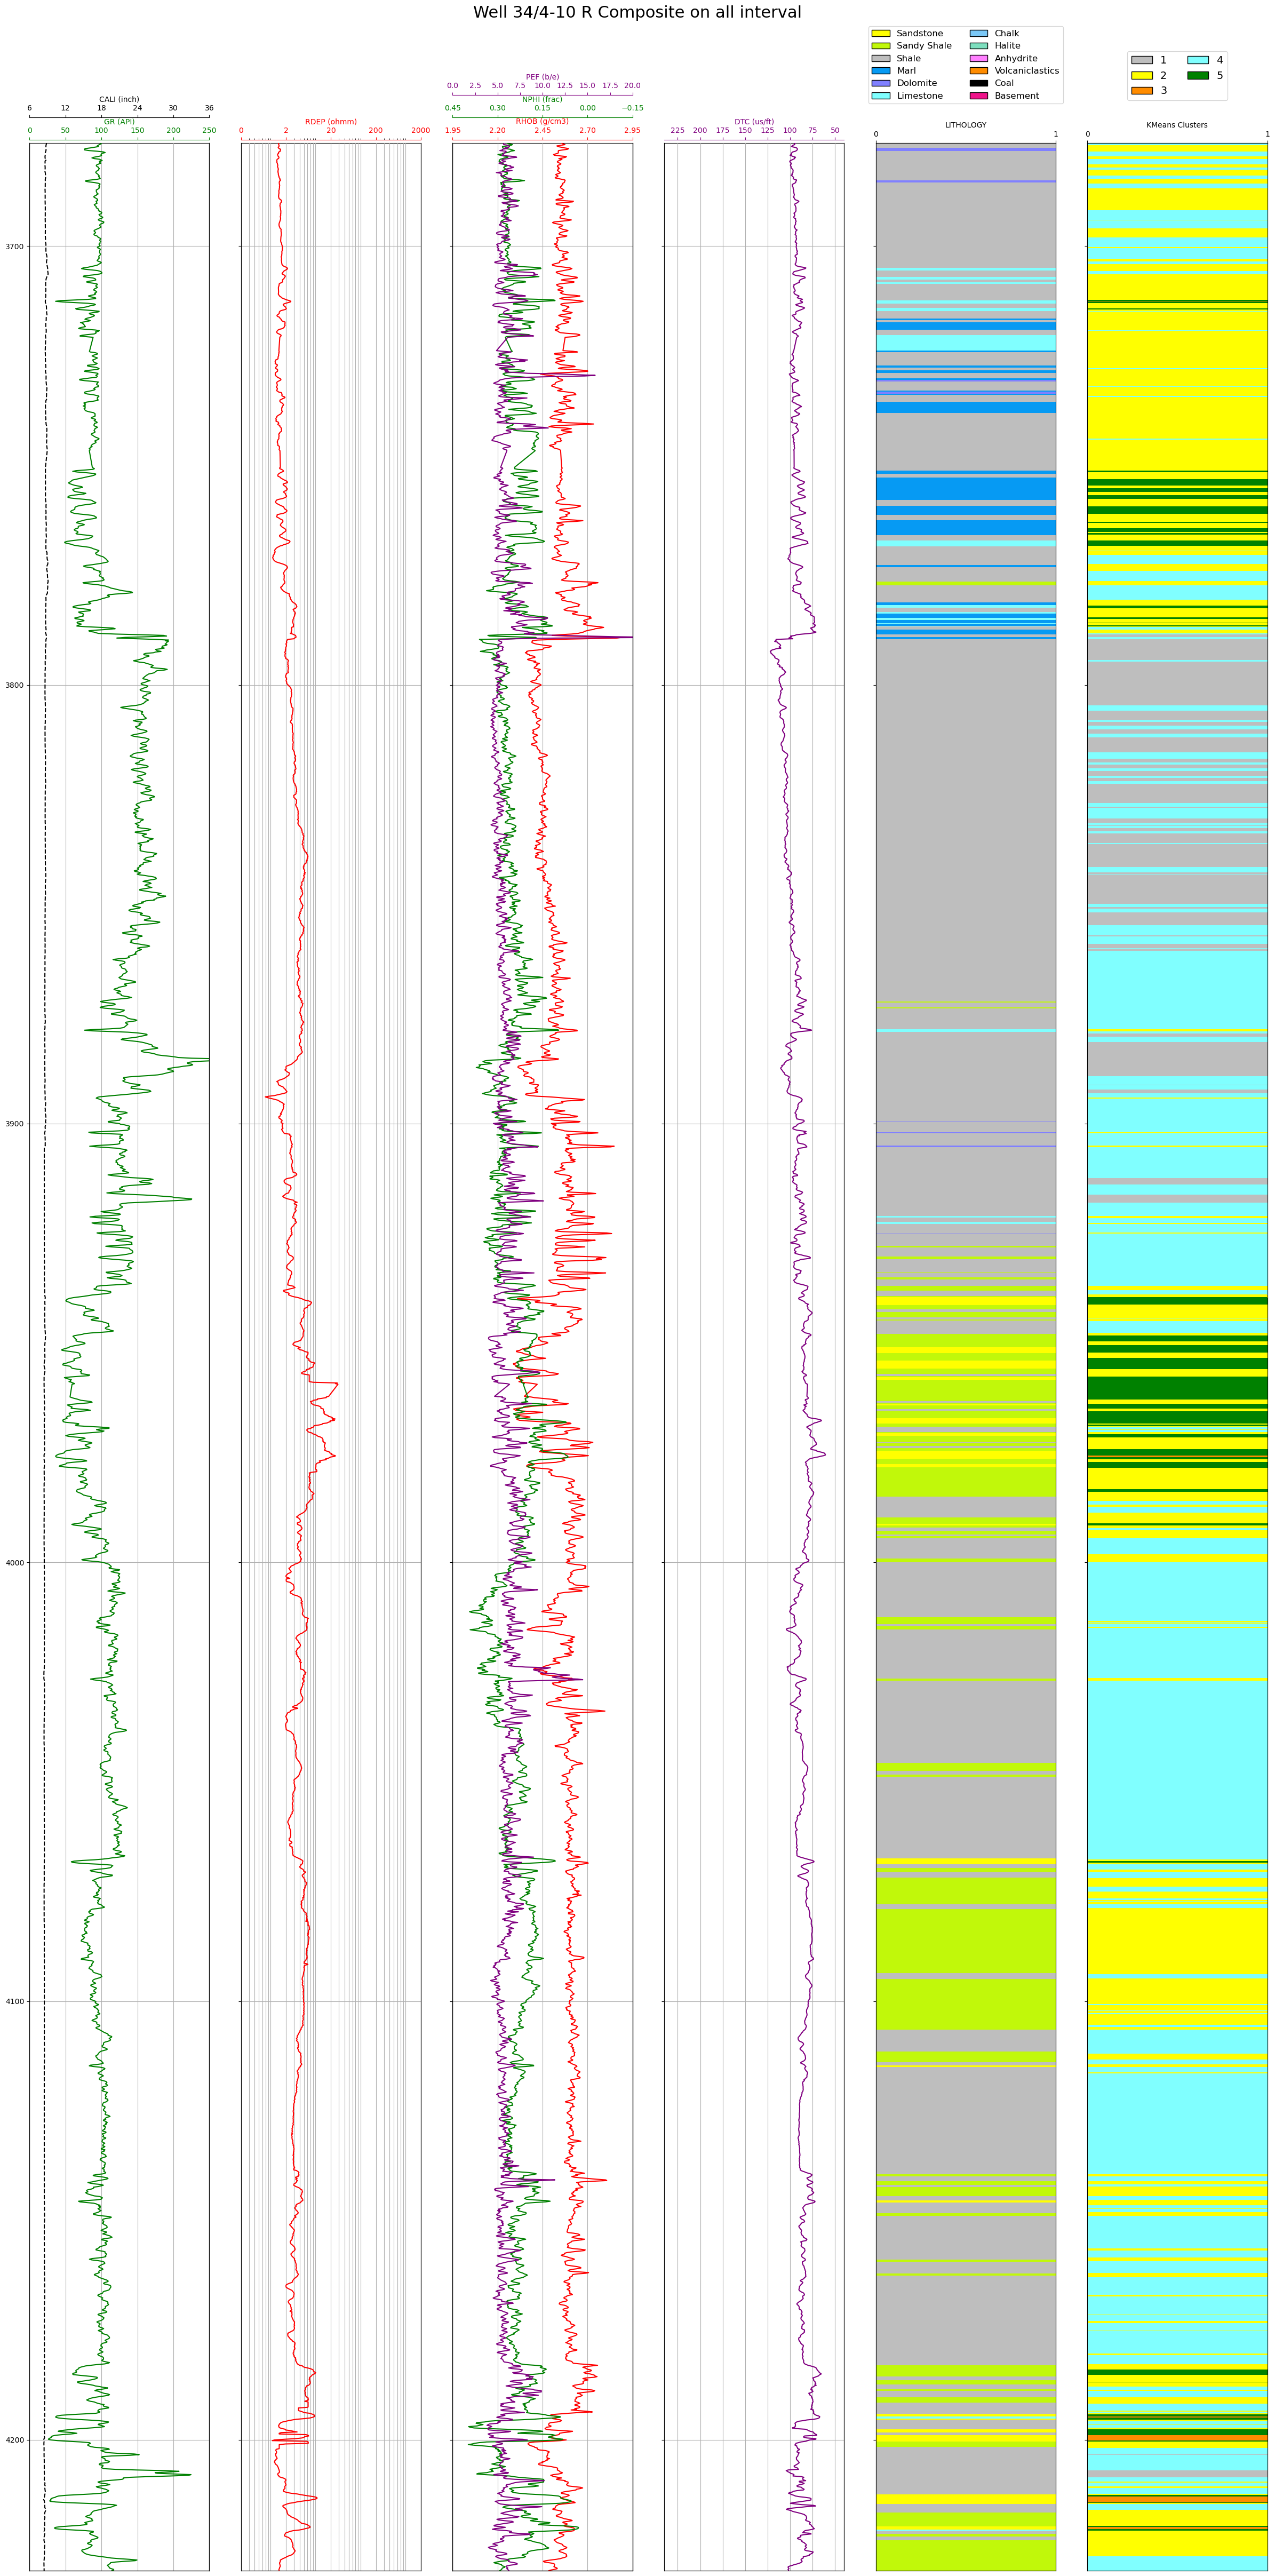 Well 34/4-10 R Composite on all interval
Sandstone Chalk
Sandy Shale Halite
Shale Anhydrite
Marl Volcaniclastics
Dolomite Coal
Limestone Basement
1 4
2 5
3
PEF (b/e)
0.0 2.5 5.0 7.5 10.0 12.5 15.0 17.5 20.0
CALI (inch) NPHI (frac)
6 12 18 24 30 36 0.45 0.30 0.15 0.00 −0.15
GR (API) RDEP (ohmm) RHOB (g/cm3) DTC (us/ft) LITHOLOGY KMeans Clusters
0 50 100 150 200 250 0 2 20 200 2000 1.95 2.20 2.45 2.70 2.95 225 200 175 150 125 100 75 50 0 1 0 1
3700
3800
3900
4000
4100
4200